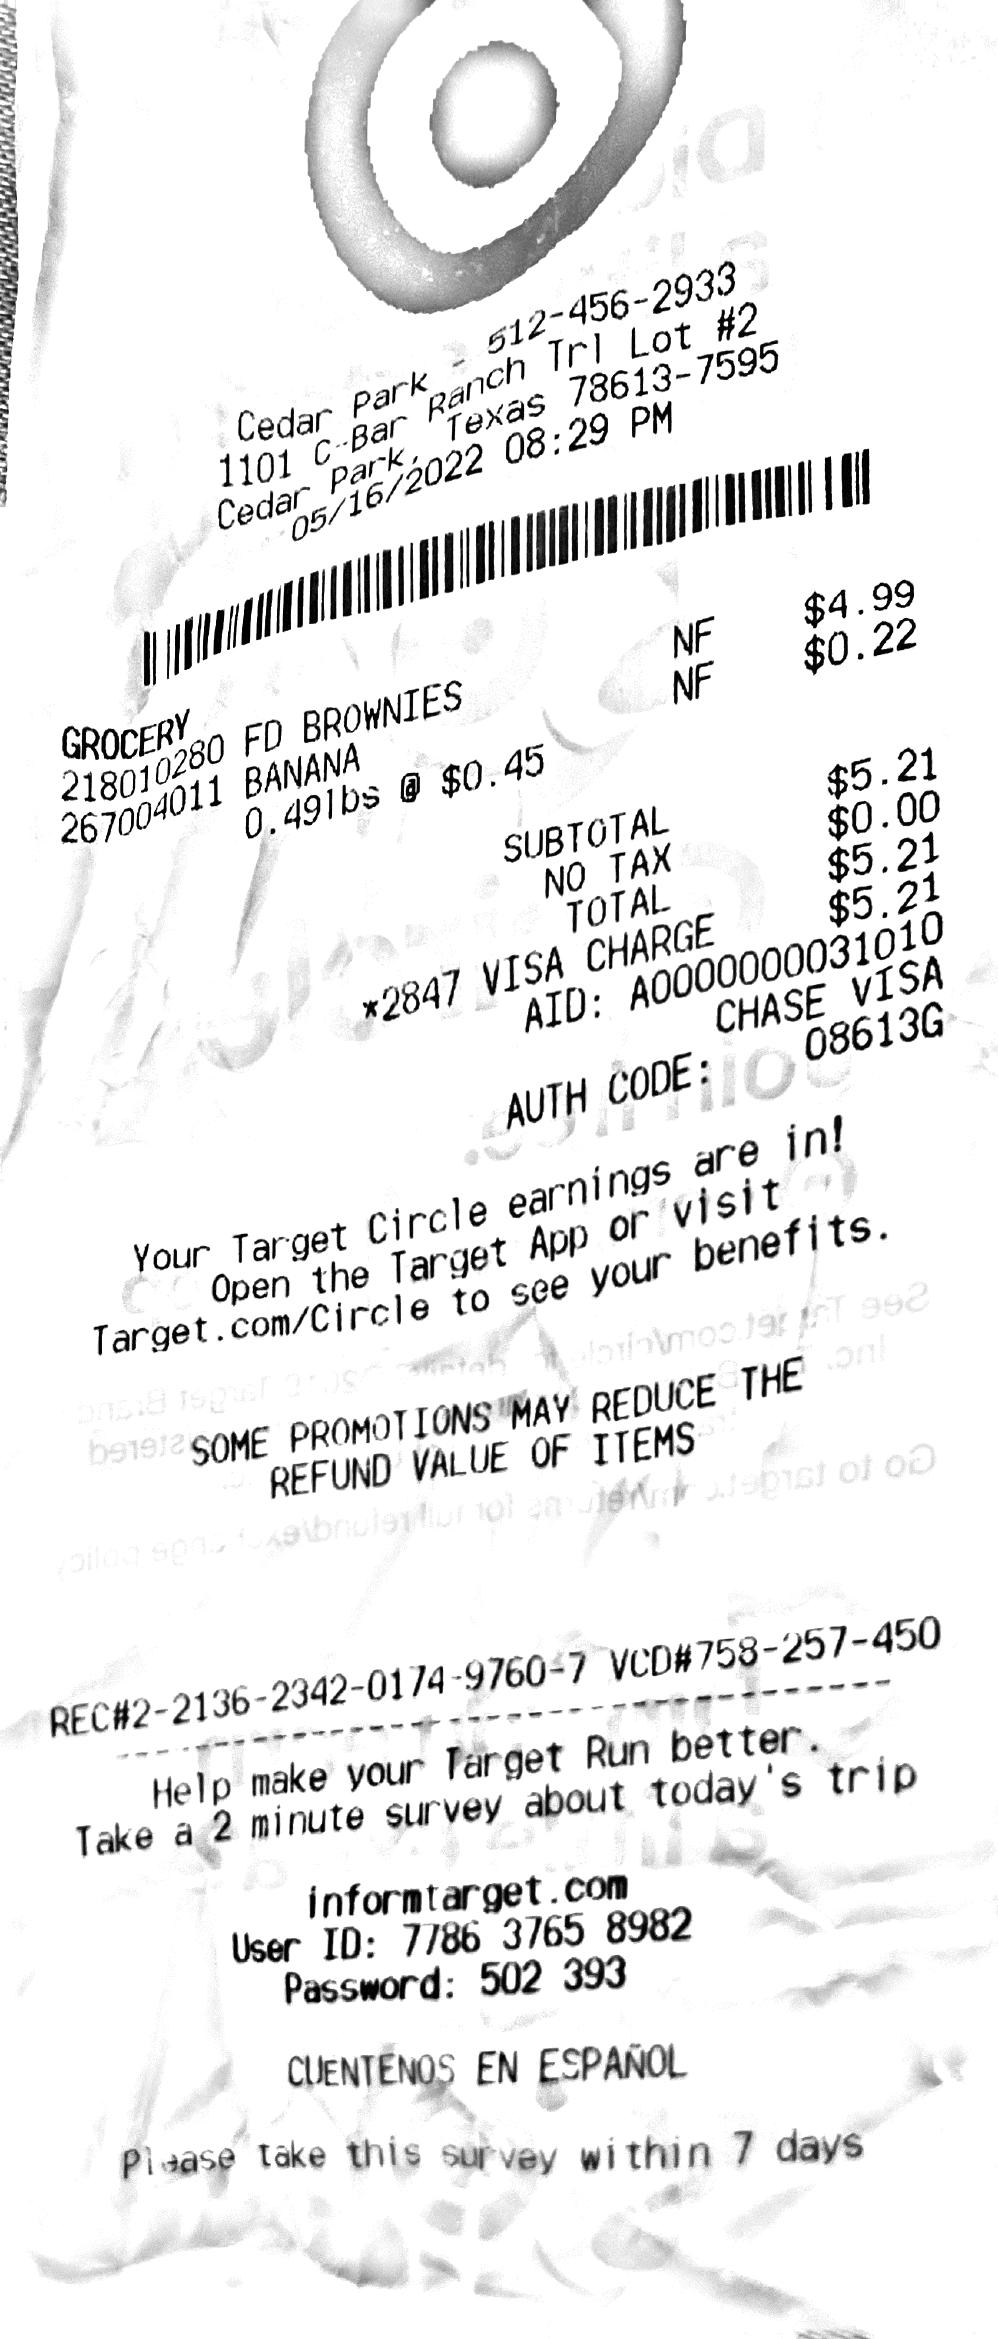 Cedar Park - 512-456-2933
1101 C-Bar Ranch Trl Lot #2
Cedar Park, Texas 78613-7595
05/16/2022 08:29 PM
GROCERY
218010280 FD BROWNIES NF $4.99
267004011 BANANA NF $0.22
0.49lbs @ $0.45
SUBTOTAL $5.21
NO TAX $0.00
TOTAL $5.21
*2847 VISA CHARGE $5.21
AID: A0000000031010
CHASE VISA
AUTH CODE: 08613G
Your Target Circle earnings are in!
Open the Target App or visit
Target.com/Circle to see your benefits.
SOME PROMOTIONS MAY REDUCE THE
REFUND VALUE OF ITEMS
REC#2-2136-2342-0174-9760-7 VCD#758-257-450
Help make your Target Run better.
Take a 2 minute survey about today's trip
informtarget.com
User ID: 7786 3765 8982
Password: 502 393
CUENTENOS EN ESPAÑOL
Please take this survey within 7 days